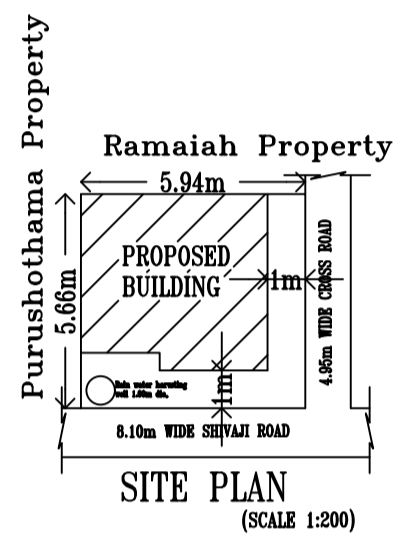 Purushothama Property
Ramaiah Property
5.94m
PROPOSED
BUILDING
5.66m
1m
4.95m WIDE CROSS ROAD
1m
Rain water harvesting
well 1.00m dia.
8.10m WIDE SHIVAJI ROAD
SITE PLAN
(SCALE 1:200)